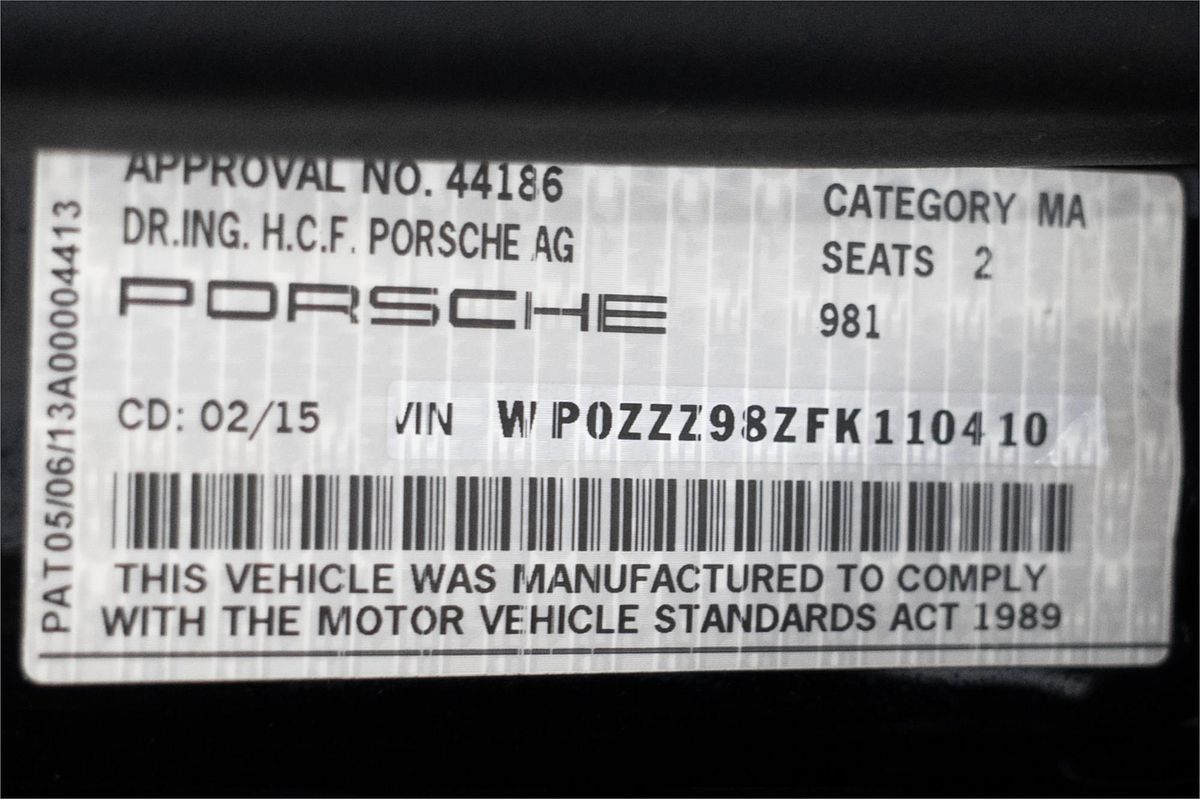 APPROVAL NO. 44186
DR.ING. H.C.F. PORSCHE AG
PORSCHE
CATEGORY MA
SEATS 2
981
CD: 02/15
VIN WP0ZZZ98ZFK110410
THIS VEHICLE WAS MANUFACTURED TO COMPLY
WITH THE MOTOR VEHICLE STANDARDS ACT 1989
PAT05/06/13A00004413